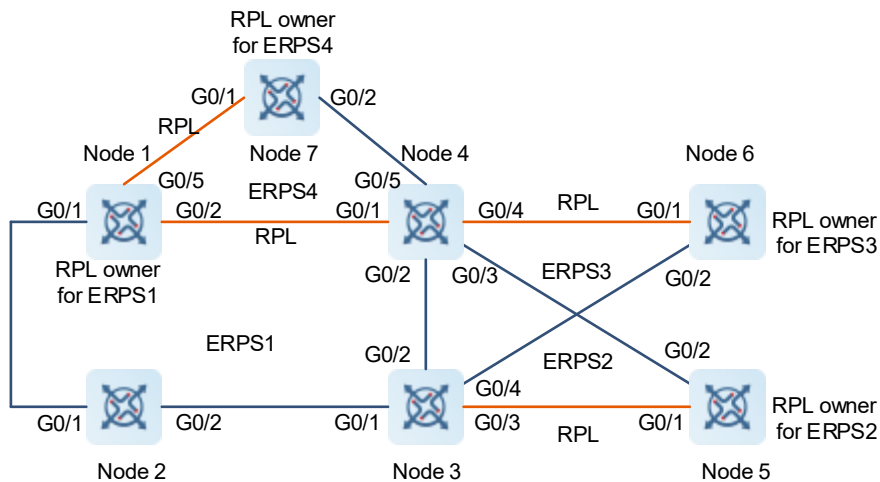 RPL owner
for ERPS4
G0/1
G0/2
RPL
Node 1
Node 7
Node 4
Node 6
G0/5
ERPS4
G0/5
G0/1
G0/2
RPL
G0/1
G0/4
RPL
G0/1
RPL owner
for ERPS3
RPL owner
for ERPS1
G0/2
G0/3
ERPS3
G0/2
ERPS1
G0/2
ERPS2
G0/2
G0/4
G0/1
G0/2
G0/1
G0/3
RPL
G0/1
RPL owner
for ERPS2
Node 2
Node 3
Node 5